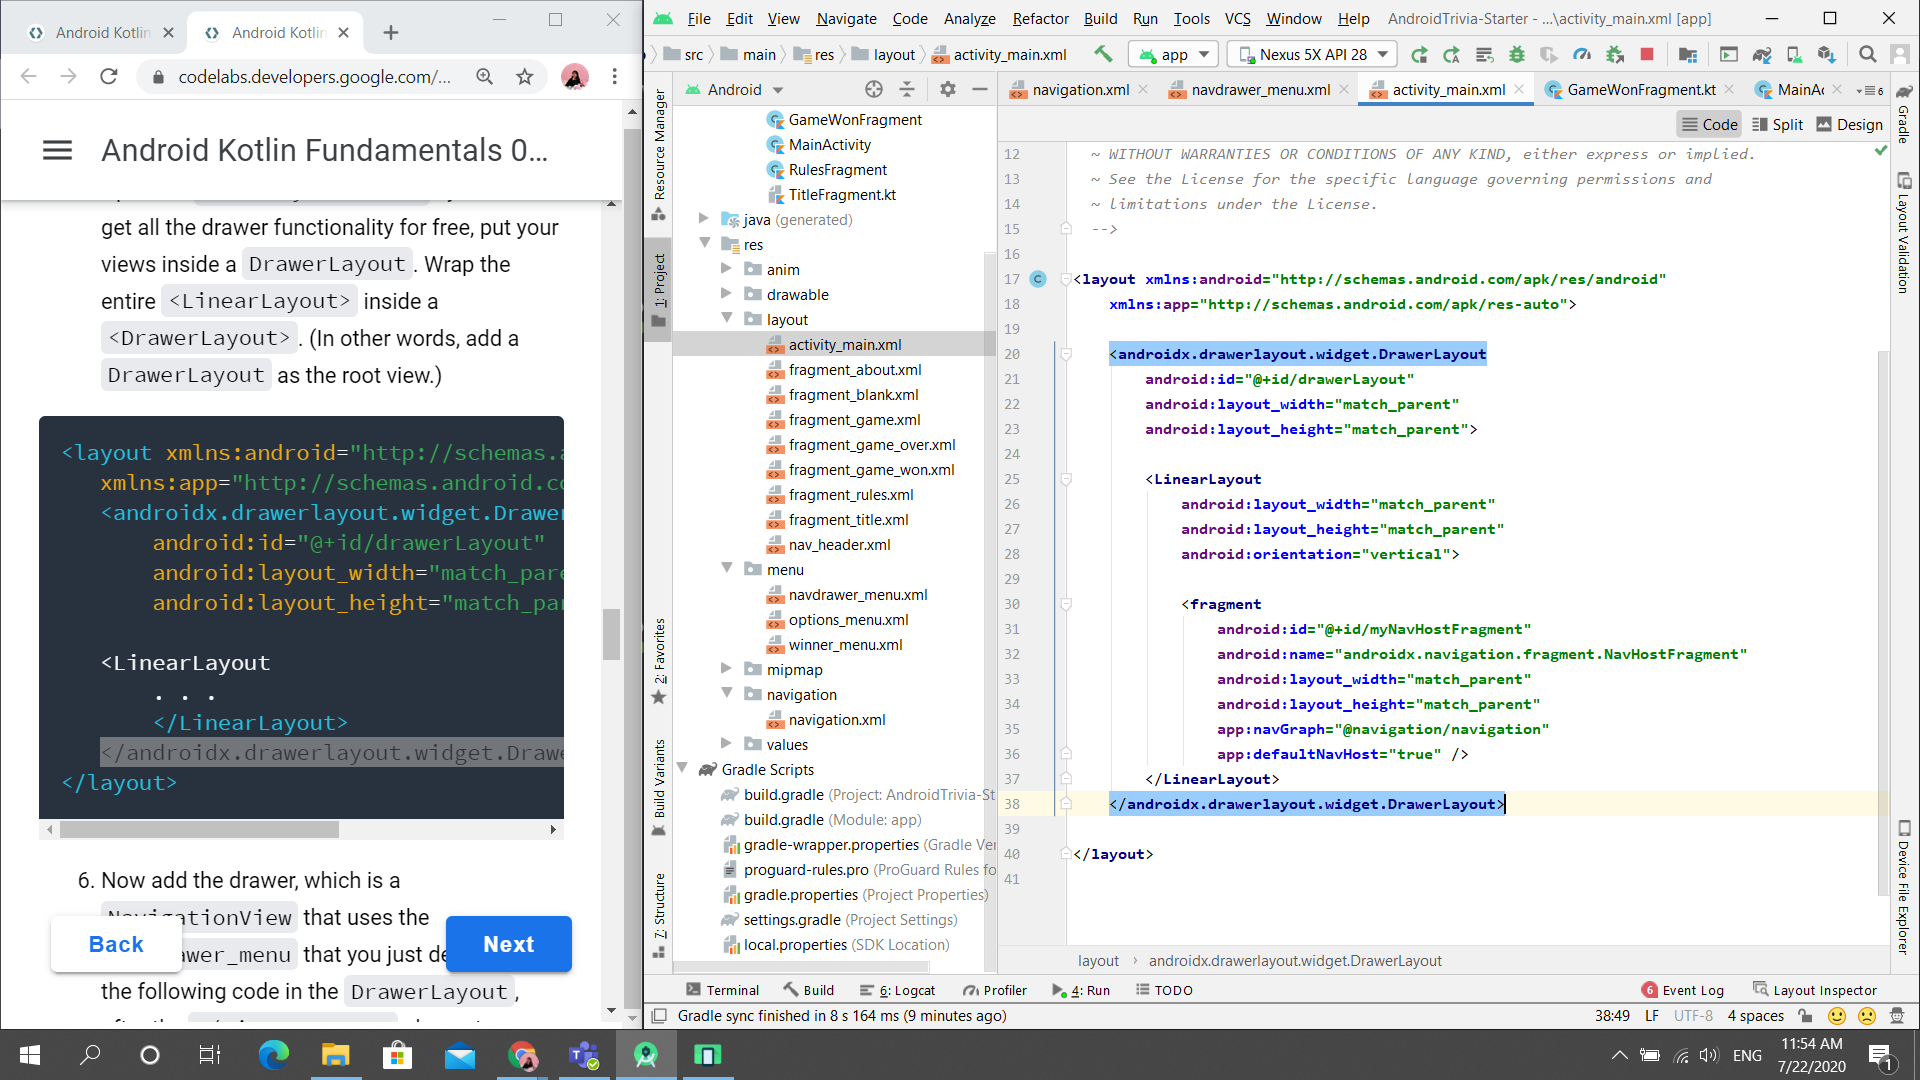 Android Kotlin
Android Kotlin
codelabs.developers.google.com/...
Android Kotlin Fundamentals 0...
get all the drawer functionality for free, put your
views inside a DrawerLayout. Wrap the
entire <LinearLayout> inside a
<DrawerLayout>. (In other words, add a
DrawerLayout as the root view.)
<layout xmlns:android="http://schemas.a
xmlns:app="http://schemas.android.co
<androidx.drawerlayout.widget.Drawer
android:id="@+id/drawerLayout"
android:layout_width="match_pare
android:layout_height="match_pa
<LinearLayout
. . .
</LinearLayout>
</androidx.drawerlayout.widget.Drawe
</layout>
6. Now add the drawer, which is a
NavigationView that uses the
awer_menu that you just de
the following code in the DrawerLayout,
Back
Next
File Edit View Navigate Code Analyze Refactor Build Run Tools VCS Window Help AndroidTrivia-Starter - ...\activity_main.xml [app]
src main res layout activity_main.xml app Nexus 5X API 28
Android
navigation.xml navdrawer_menu.xml activity_main.xml GameWonFragment.kt MainAc 6
Code Split Design
Resource Manager
1: Project
2: Favorites
Build Variants
7: Structure
GameWonFragment
MainActivity
RulesFragment
TitleFragment.kt
java (generated)
res
anim
drawable
layout
activity_main.xml
fragment_about.xml
fragment_blank.xml
fragment_game.xml
fragment_game_over.xml
fragment_game_won.xml
fragment_rules.xml
fragment_title.xml
nav_header.xml
menu
navdrawer_menu.xml
options_menu.xml
winner_menu.xml
mipmap
navigation
navigation.xml
values
Gradle Scripts
build.gradle (Project: AndroidTrivia-St
build.gradle (Module: app)
gradle-wrapper.properties (Gradle Ver
proguard-rules.pro (ProGuard Rules fo
gradle.properties (Project Properties)
settings.gradle (Project Settings)
local.properties (SDK Location)
12 ~ WITHOUT WARRANTIES OR CONDITIONS OF ANY KIND, either express or implied.
13 ~ See the License for the specific language governing permissions and
14 ~ limitations under the License.
15 -->
16
17 <layout xmlns:android="http://schemas.android.com/apk/res/android"
18 xmlns:app="http://schemas.android.com/apk/res-auto">
19
20 <androidx.drawerlayout.widget.DrawerLayout
21 android:id="@+id/drawerLayout"
22 android:layout_width="match_parent"
23 android:layout_height="match_parent">
24
25 <LinearLayout
26 android:layout_width="match_parent"
27 android:layout_height="match_parent"
28 android:orientation="vertical">
29
30 <fragment
31 android:id="@+id/myNavHostFragment"
32 android:name="androidx.navigation.fragment.NavHostFragment"
33 android:layout_width="match_parent"
34 android:layout_height="match_parent"
35 app:navGraph="@navigation/navigation"
36 app:defaultNavHost="true" />
37 </LinearLayout>
38 </androidx.drawerlayout.widget.DrawerLayout>
39
40 </layout>
41
Gradle
Layout Validation
Device File Explorer
layout › androidx.drawerlayout.widget.DrawerLayout
Terminal Build 6: Logcat Profiler 4: Run TODO 6 Event Log Layout Inspector
Gradle sync finished in 8 s 164 ms (9 minutes ago) 38:49 LF UTF-8 4 spaces
ENG
11:54 AM
7/22/2020
1